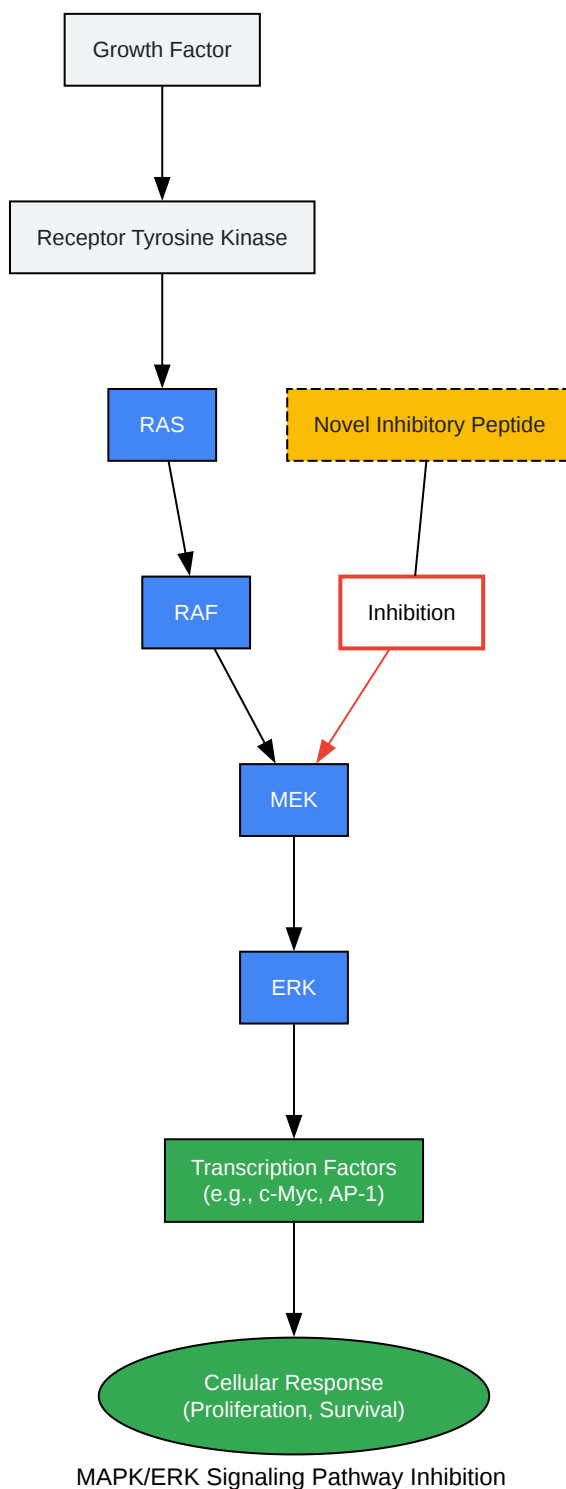 Growth Factor
Receptor Tyrosine Kinase
RAS
Novel Inhibitory Peptide
RAF
Inhibition
MEK
ERK
Transcription Factors
(e.g., c-Myc, AP-1)
Cellular Response
(Proliferation, Survival)
MAPK/ERK Signaling Pathway Inhibition